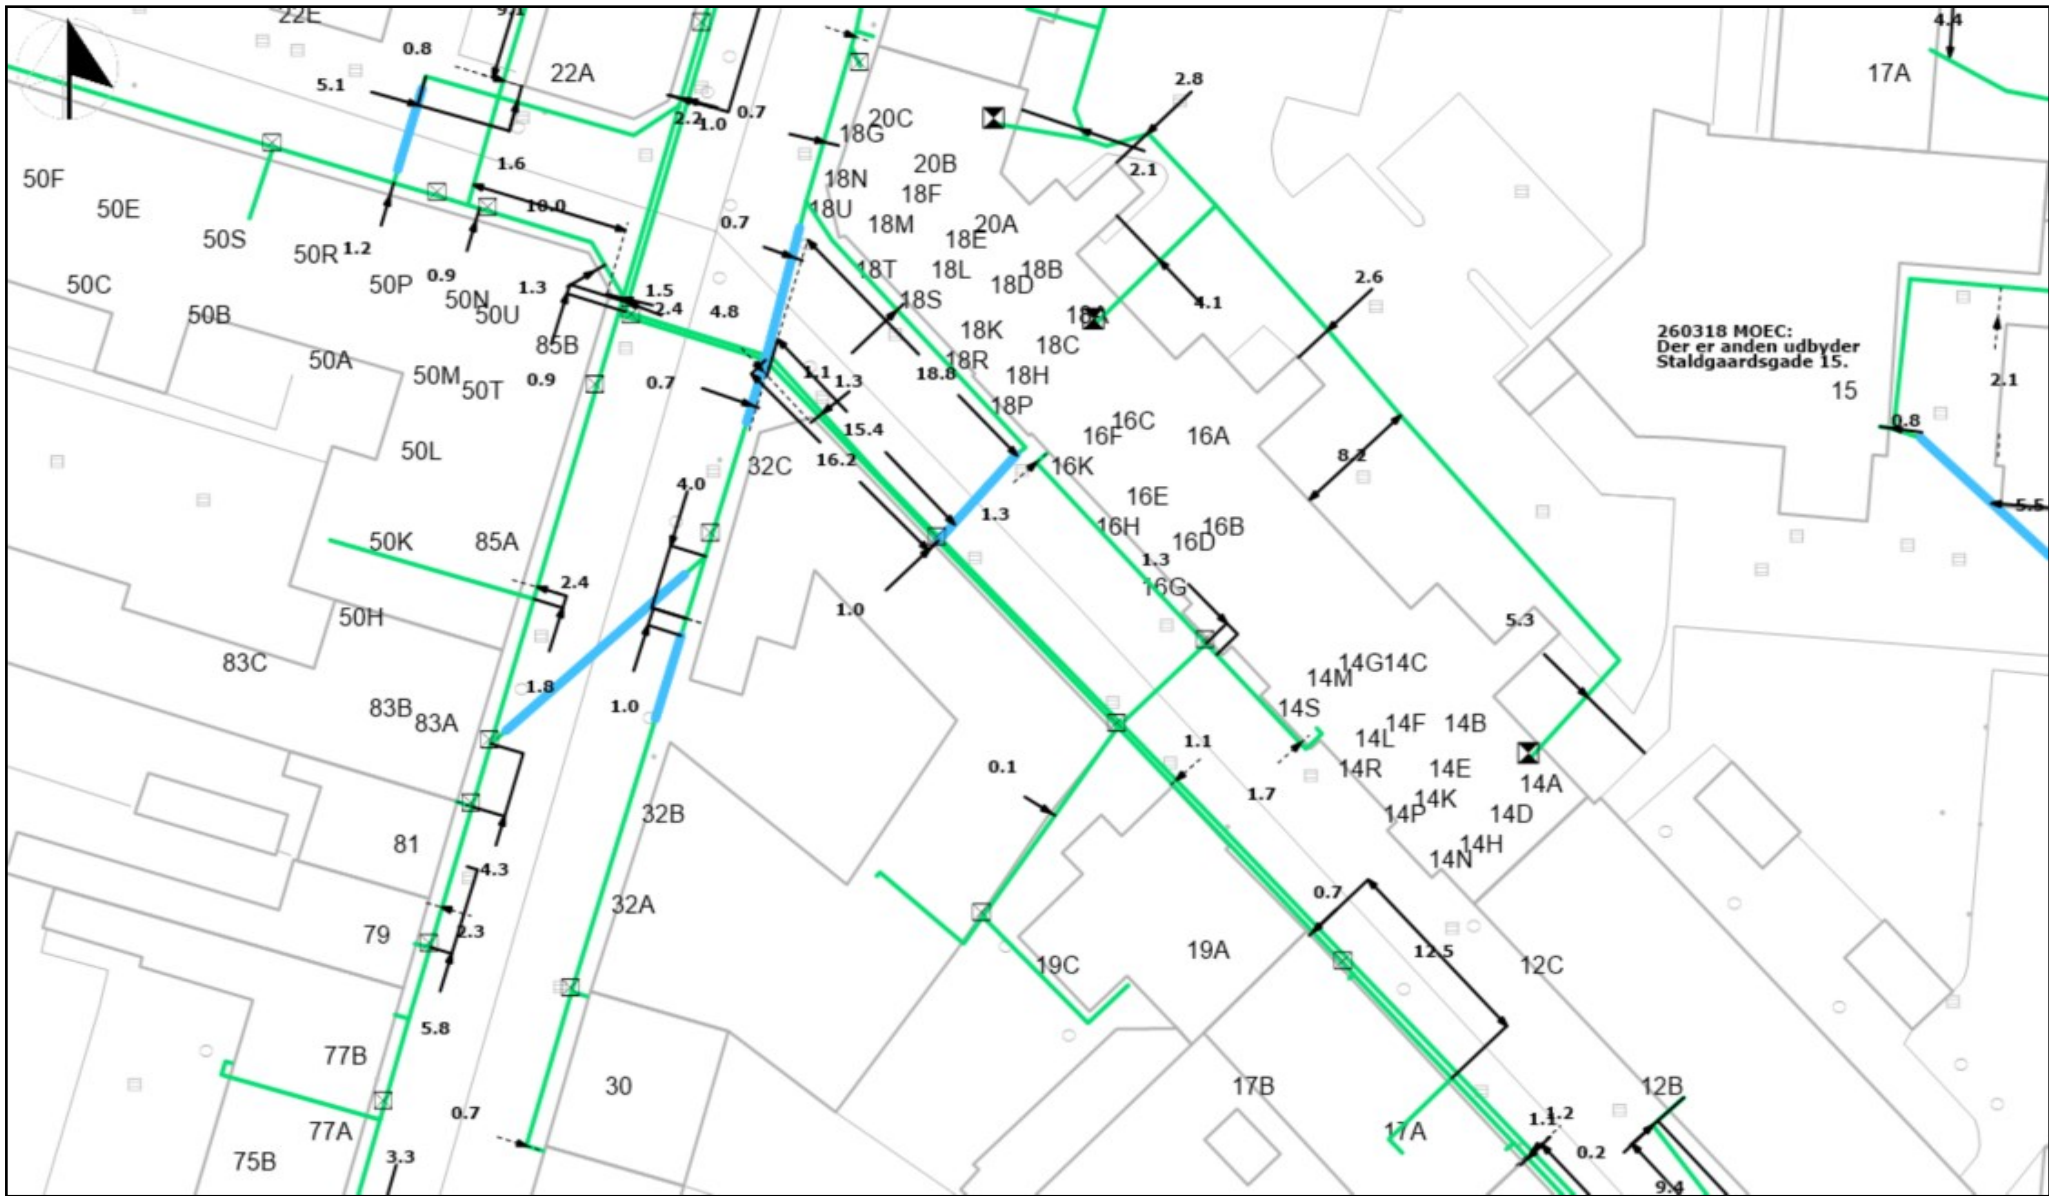 22E
9.1
4.4
0.8
22A
17A
5.1
2.8
2.2
1.0
0.7
20C
18G
1.6
20B
2.1
50F
18N
18F
50E
10.0
18U
0.7
18M
20A
50S
18E
50R
1.2
50C
50P
0.9
18T
18L
18B
2.6
50N
1.3
1.5
18D
50B
50U
2.4
4.8
18S
4.1
18A
18K
260318 MOEC:
Der er anden udbyder
Staldgaardsgade 15.
85B
18C
50A
18R
50M
0.9
0.7
1.1
1.3
18.8
18H
2.1
50T
15
18P
16C
0.8
15.4
16F
16A
50L
16.2
8.2
32C
16K
4.0
16E
5.5
1.3
16H
16B
50K
85A
16D
1.3
2.4
16G
1.0
50H
5.3
83C
14G
14C
14M
1.8
83B
83A
1.0
14S
14F
14B
1.1
14L
0.1
14R
14E
14A
1.7
14K
32B
14P
14D
81
14H
14N
4.3
0.7
32A
79
2.3
19A
12.5
19C
12C
5.8
77B
30
17B
12B
0.7
1.1
1.2
77A
17A
0.2
75B
3.3
9.4